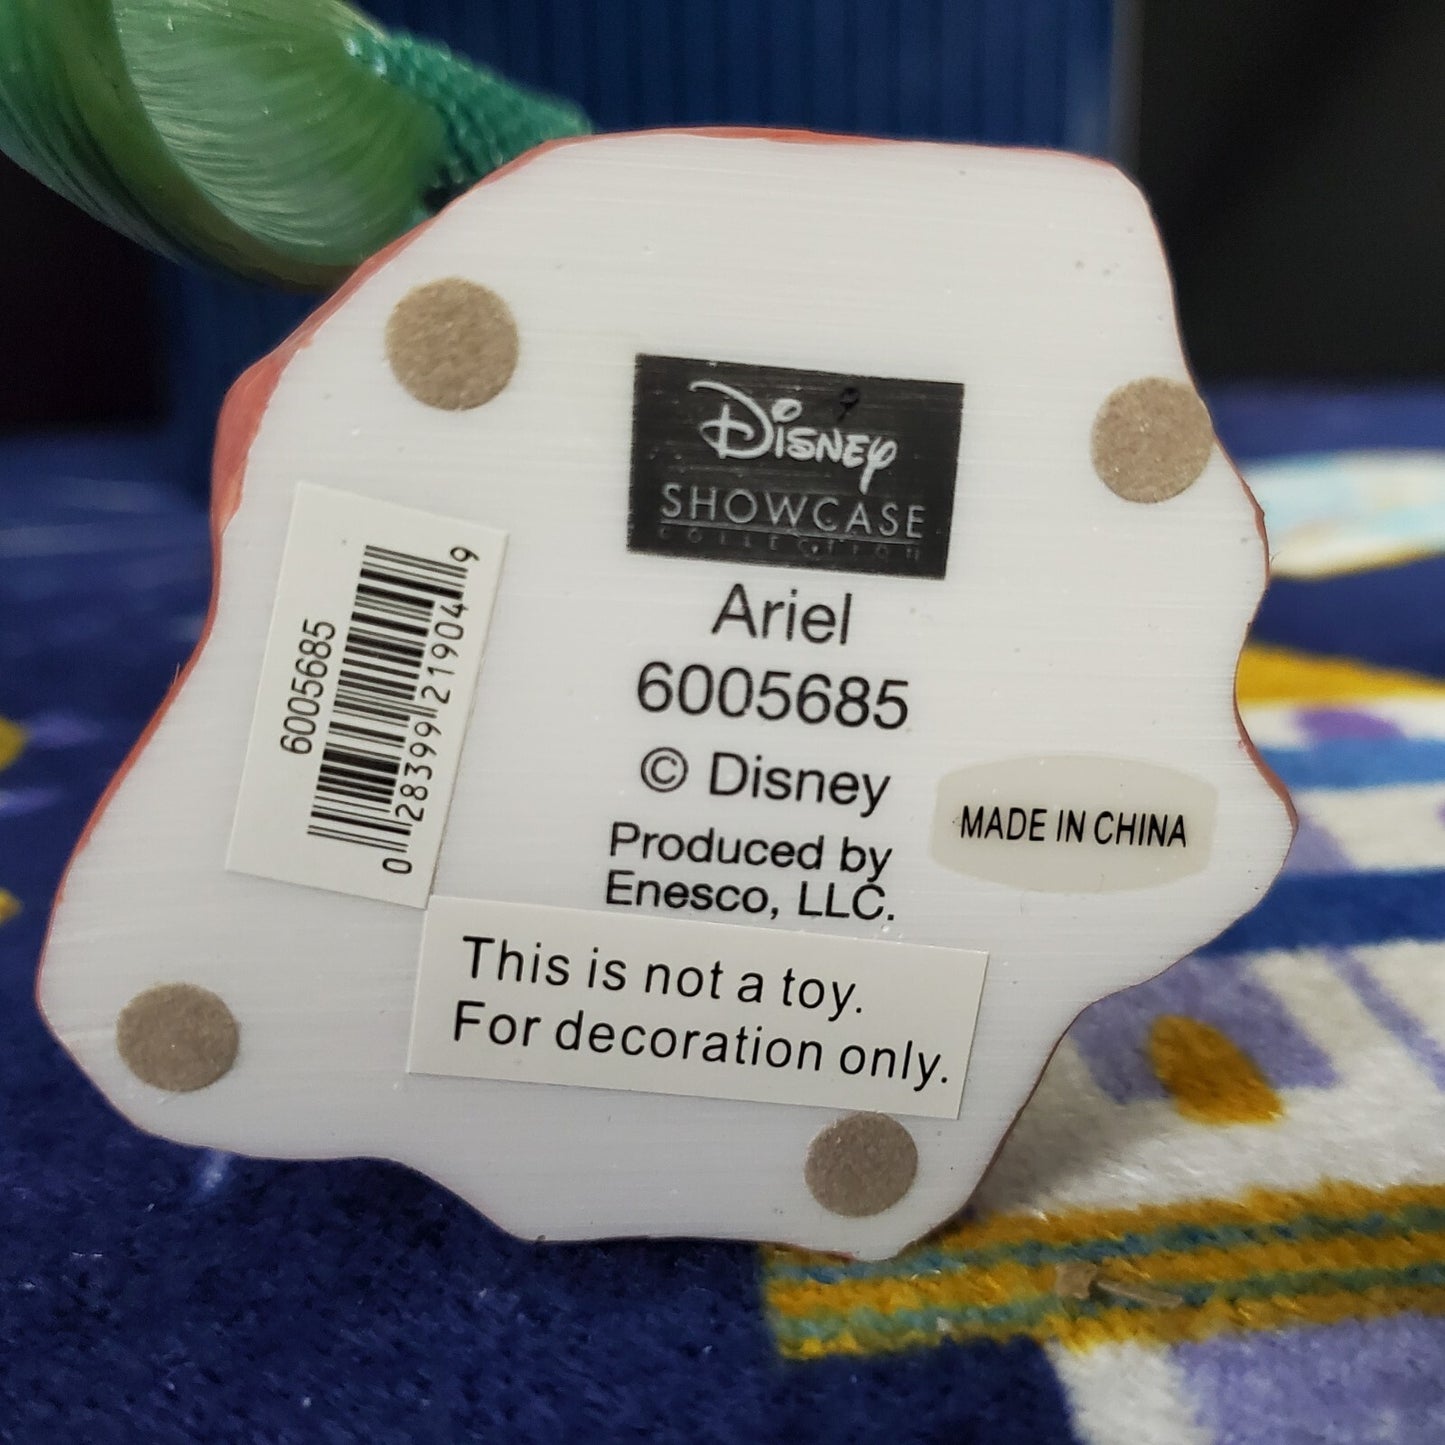 Disney
SHOWCASE
COLLECTION
Ariel
6005685
© Disney
Produced by
Enesco, LLC.
MADE IN CHINA
This is not a toy.
For decoration only.
6005685
0 28399 21904 9